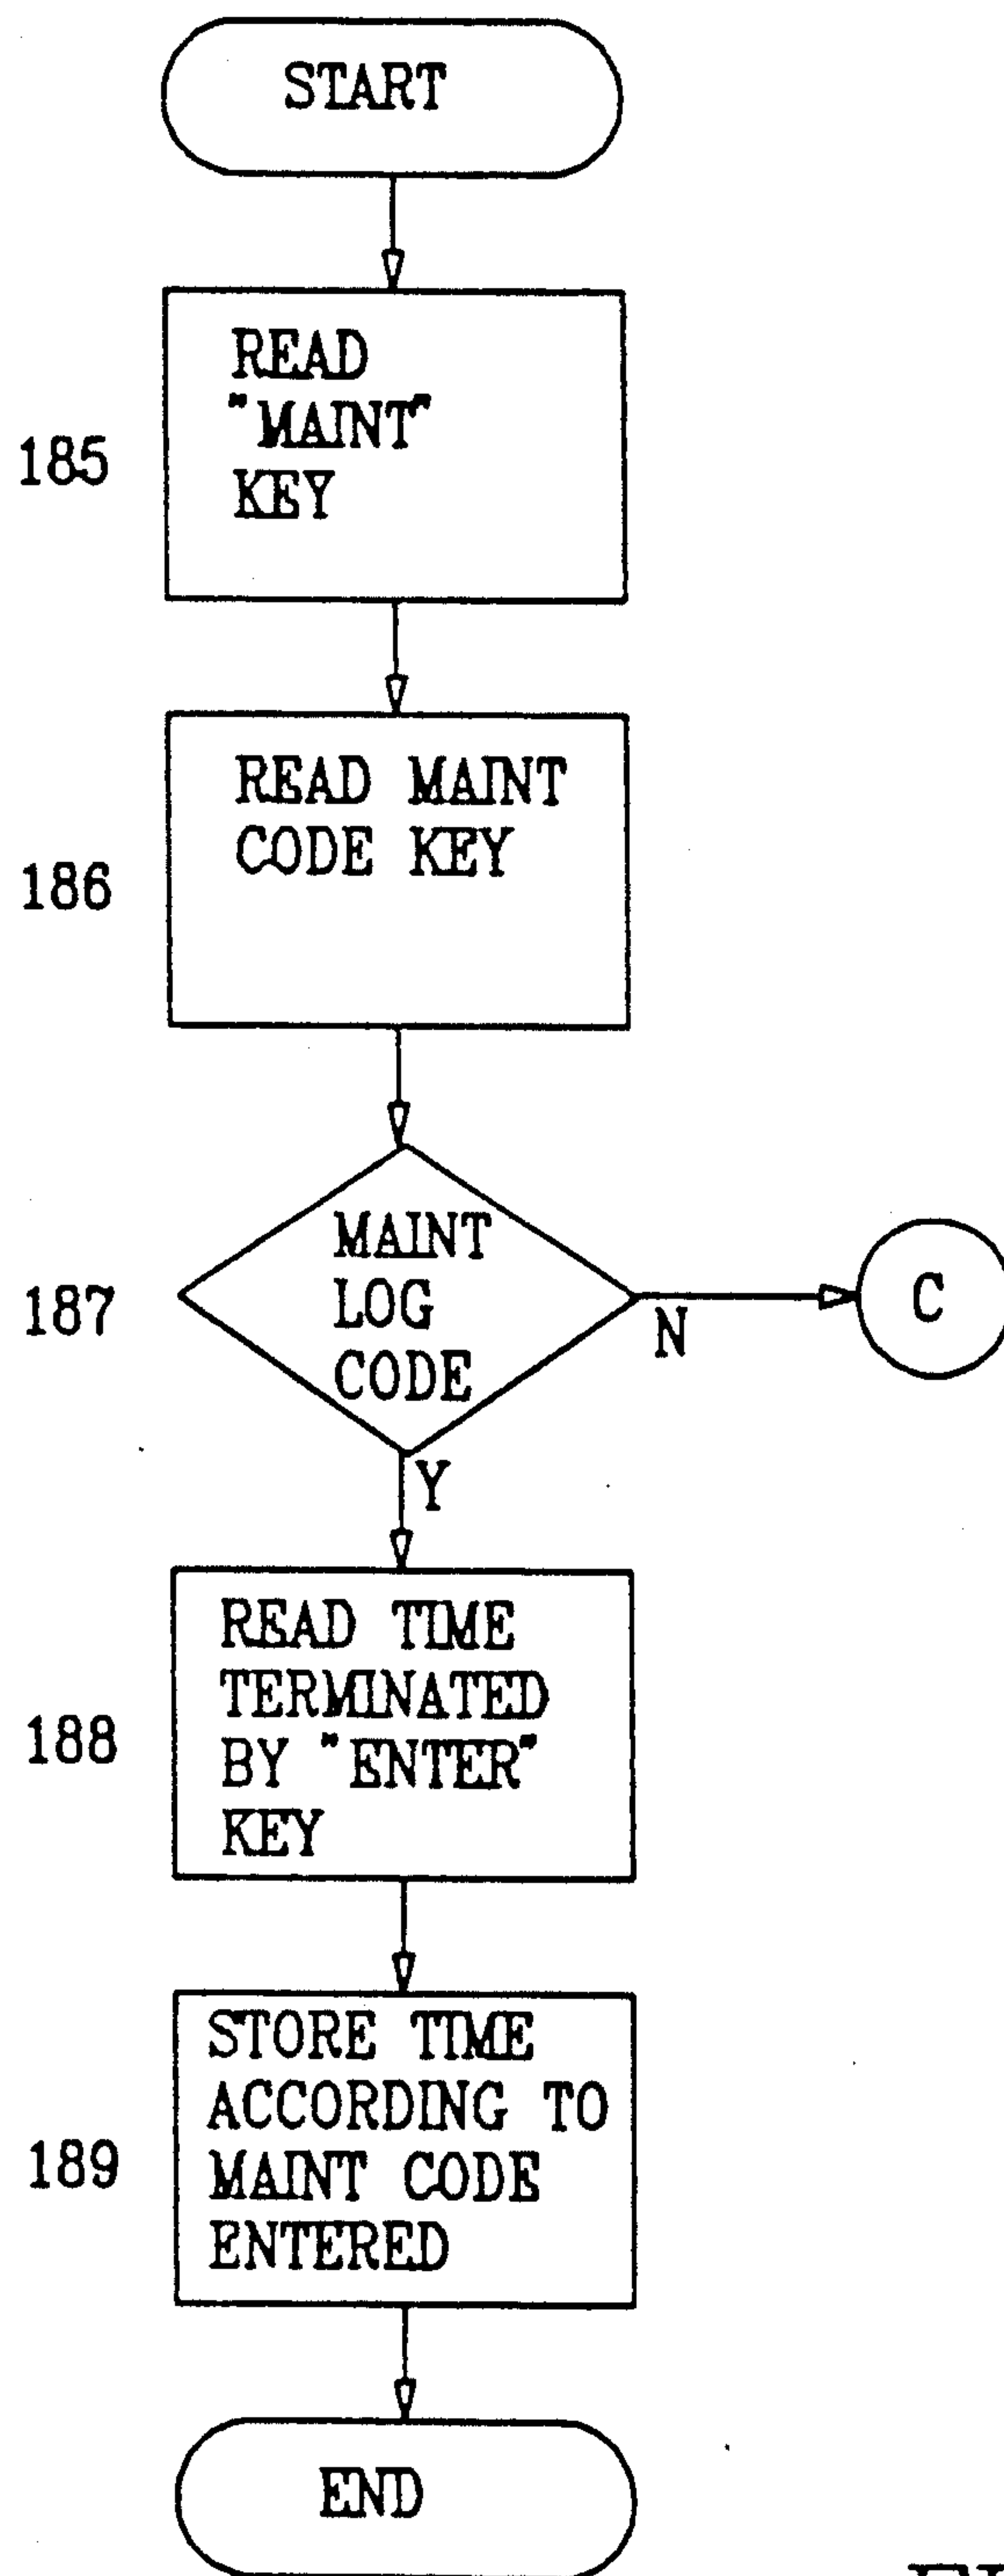 START
READ
"MAINT"
KEY
185
READ MAINT
CODE KEY
186
MAINT
LOG
CODE
187
N
C
Y
READ TIME
TERMINATED
BY "ENTER"
KEY
188
STORE TIME
ACCORDING TO
MAINT CODE
ENTERED
189
END